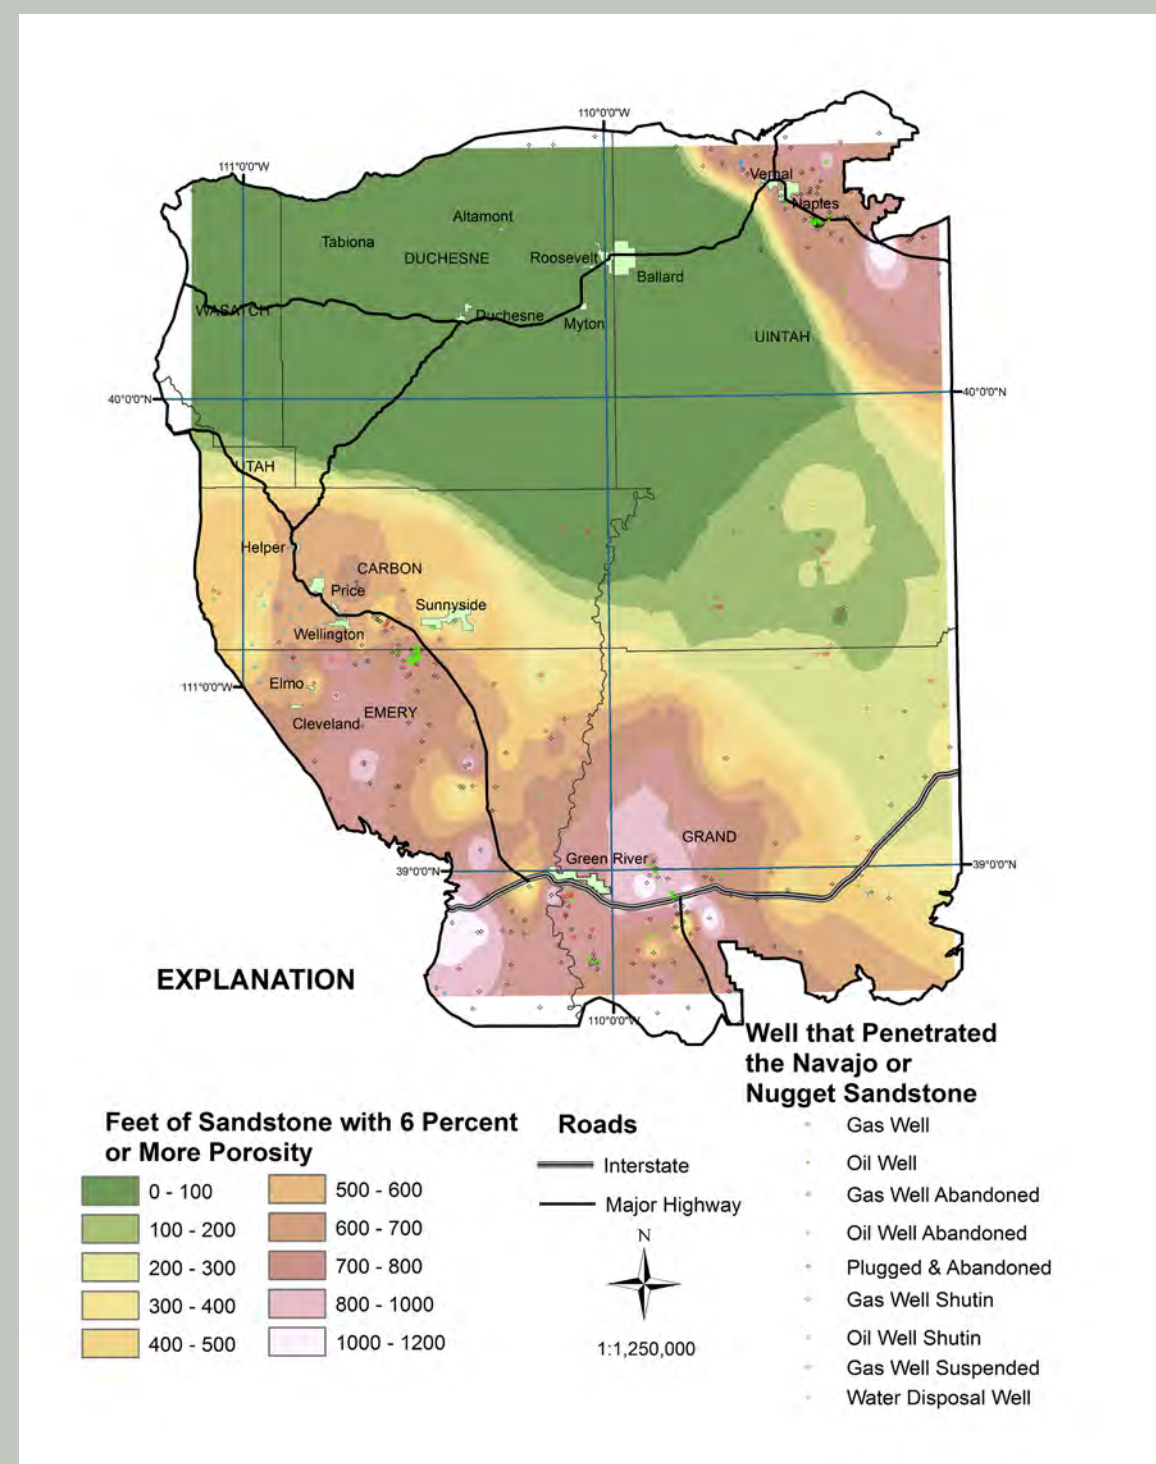 110°0'0"W
111°0'0"W
Vernal
Naptes
Altamont
Tabiona
DUCHESNE
Roosevelt
Ballard
WASATCH
Duchesne
Myton
UINTAH
40°0'0"N
40°0'0"N
UTAH
Helper
CARBON
Price
Sunnyside
Wellington
Elmo
111°0'0"W
EMERY
Cleveland
GRAND
Green River
39°0'0"N
39°0'0"N
110°0'0"W
EXPLANATION
Well that Penetrated
the Navajo or
Nugget Sandstone
Gas Well
Oil Well
Gas Well Abandoned
Oil Well Abandoned
Plugged & Abandoned
Gas Well Shutin
Oil Well Shutin
Gas Well Suspended
Water Disposal Well
Feet of Sandstone with 6 Percent
or More Porosity
0 - 100
100 - 200
200 - 300
300 - 400
400 - 500
500 - 600
600 - 700
700 - 800
800 - 1000
1000 - 1200
Roads
Interstate
Major Highway
N
1:1,250,000